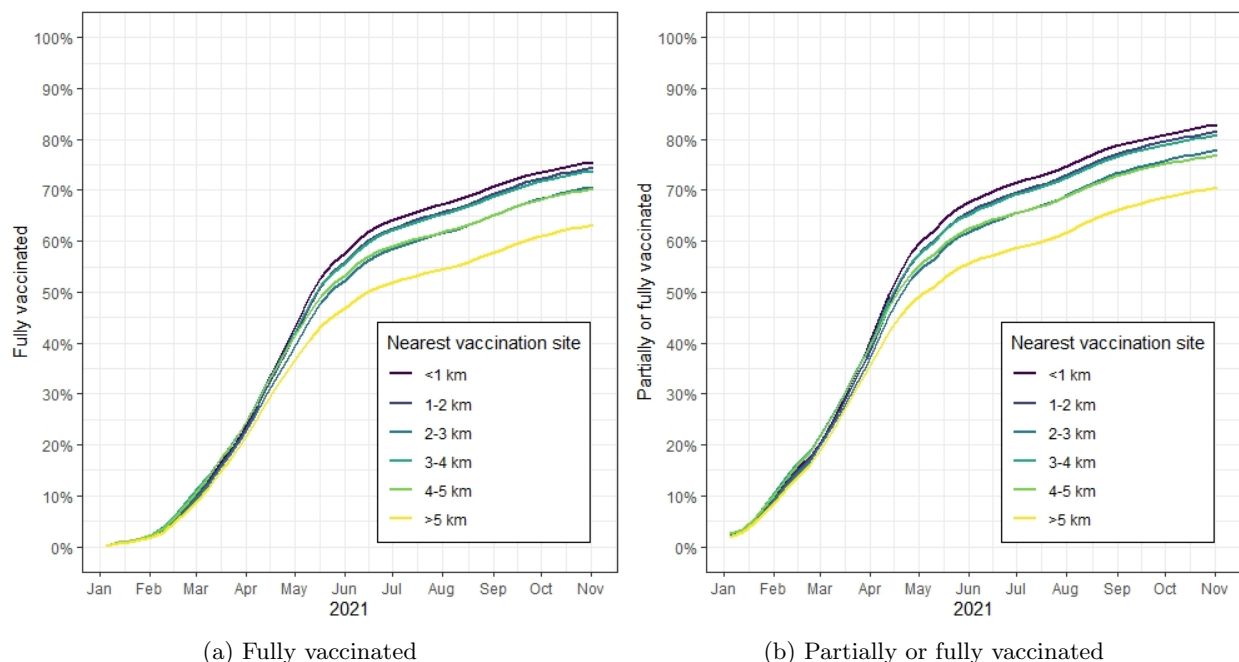 100%
90%
80%
70%
60%
50%
40%
30%
20%
10%
0%
Fully vaccinated
Nearest vaccination site
<1 km
1-2 km
2-3 km
3-4 km
4-5 km
>5 km
Jan Feb Mar Apr May Jun Jul Aug Sep Oct Nov
2021
(a) Fully vaccinated
100%
90%
80%
70%
60%
50%
40%
30%
20%
10%
0%
Partially or fully vaccinated
Nearest vaccination site
<1 km
1-2 km
2-3 km
3-4 km
4-5 km
>5 km
Jan Feb Mar Apr May Jun Jul Aug Sep Oct Nov
2021
(b) Partially or fully vaccinated